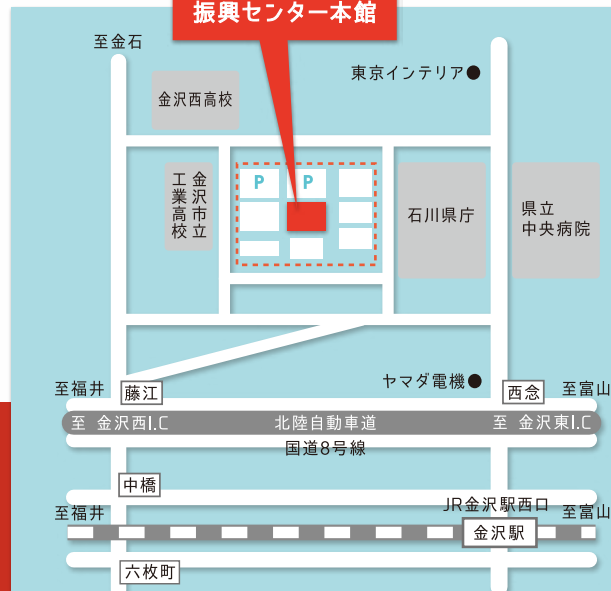 振興センター本館
至金石
東京インテリア
金沢西高校
P
P
金沢市立
工業高校
石川県庁
県立
中央病院
ヤマダ電機
至福井
藤江
西念
至富山
至 金沢西I.C
北陸自動車道
至 金沢東I.C
国道8号線
中橋
JR金沢駅西口
至福井
至富山
金沢駅
六枚町